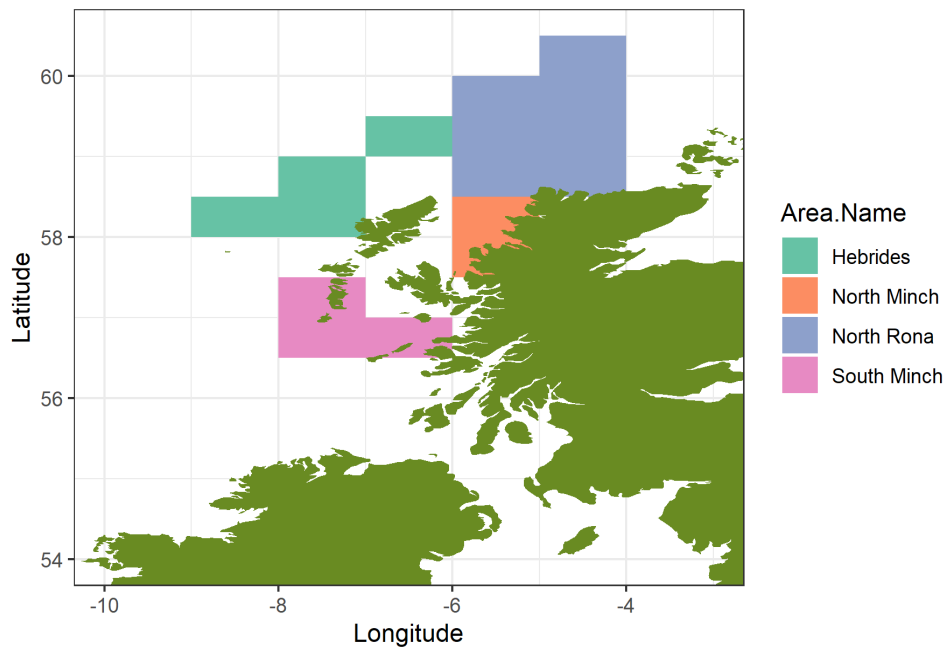 60
58
56
54
Latitude
-10
-8
-6
-4
Longitude
Area.Name
Hebrides
North Minch
North Rona
South Minch